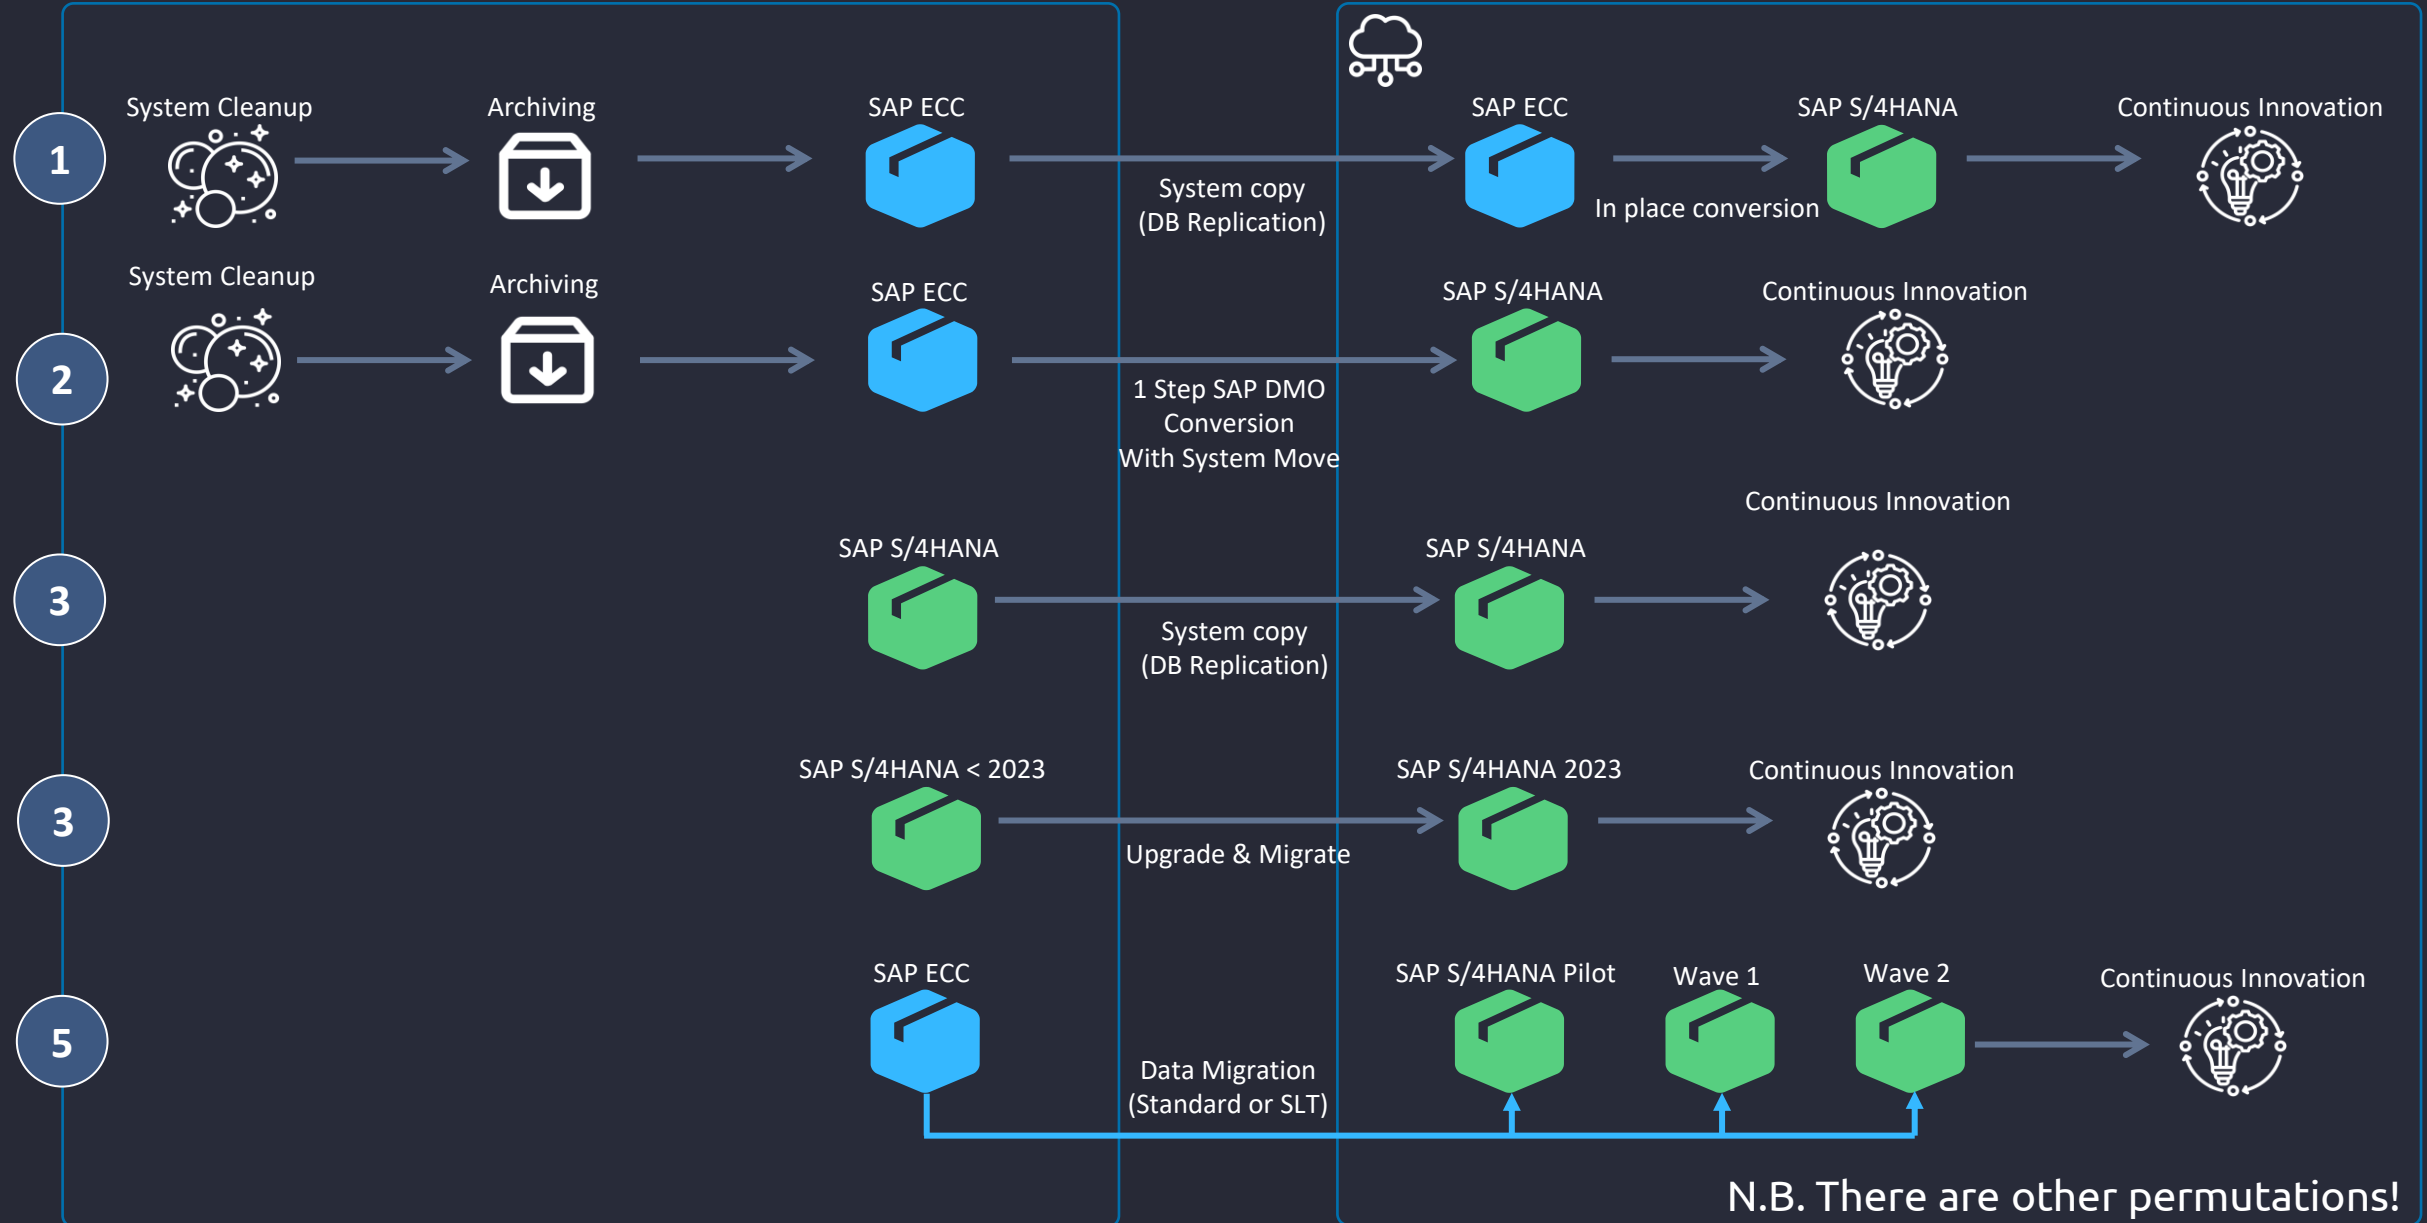 1
System Cleanup
Archiving
SAP ECC
System copy
(DB Replication)
SAP ECC
In place conversion
SAP S/4HANA
Continuous Innovation
2
System Cleanup
Archiving
SAP ECC
1 Step SAP DMO
Conversion
With System Move
SAP S/4HANA
Continuous Innovation
3
SAP S/4HANA
System copy
(DB Replication)
SAP S/4HANA
Continuous Innovation
3
SAP S/4HANA < 2023
Upgrade & Migrate
SAP S/4HANA 2023
Continuous Innovation
5
SAP ECC
Data Migration
(Standard or SLT)
SAP S/4HANA Pilot
Wave 1
Wave 2
Continuous Innovation
N.B. There are other permutations!